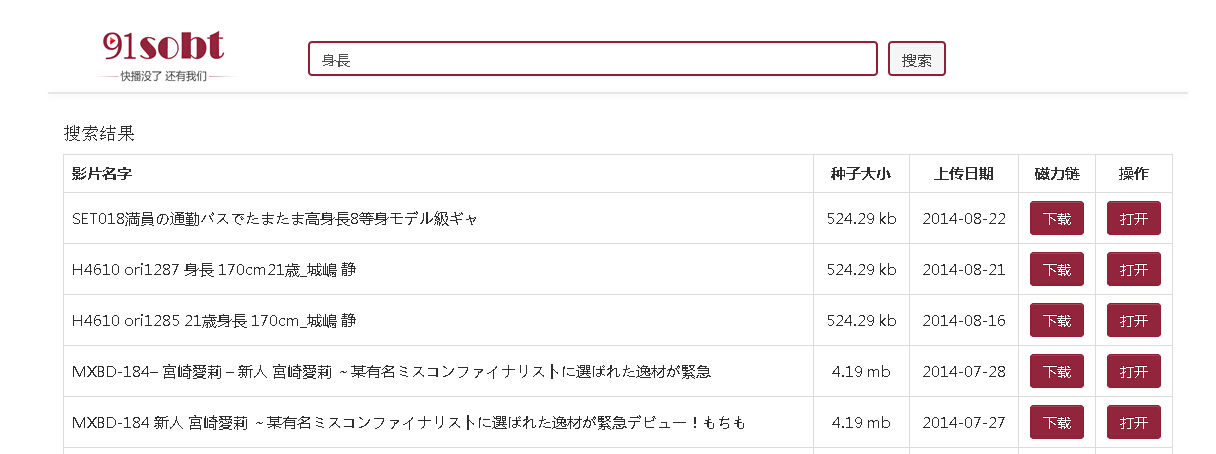 91sobt
快播没了 还有我们
身長
搜索
搜索结果
影片名字 种子大小 上传日期 磁力链 操作
SET018満員の通勤バスでたまたま高身長8等身モデル級ギャ 524.29 kb 2014-08-22 下载 打开
H4610 ori1287 身長 170cm21歳_城嶋 静 524.29 kb 2014-08-21 下载 打开
H4610 ori1285 21歳身長 170cm_城嶋 静 524.29 kb 2014-08-16 下载 打开
MXBD-184– 宮崎愛莉 – 新人 宮崎愛莉 ~某有名ミスコンファイナリストに選ばれた逸材が緊急 4.19 mb 2014-07-28 下载 打开
MXBD-184 新人 宮崎愛莉 ~某有名ミスコンファイナリストに選ばれた逸材が緊急デビュー！もちも 4.19 mb 2014-07-27 下载 打开